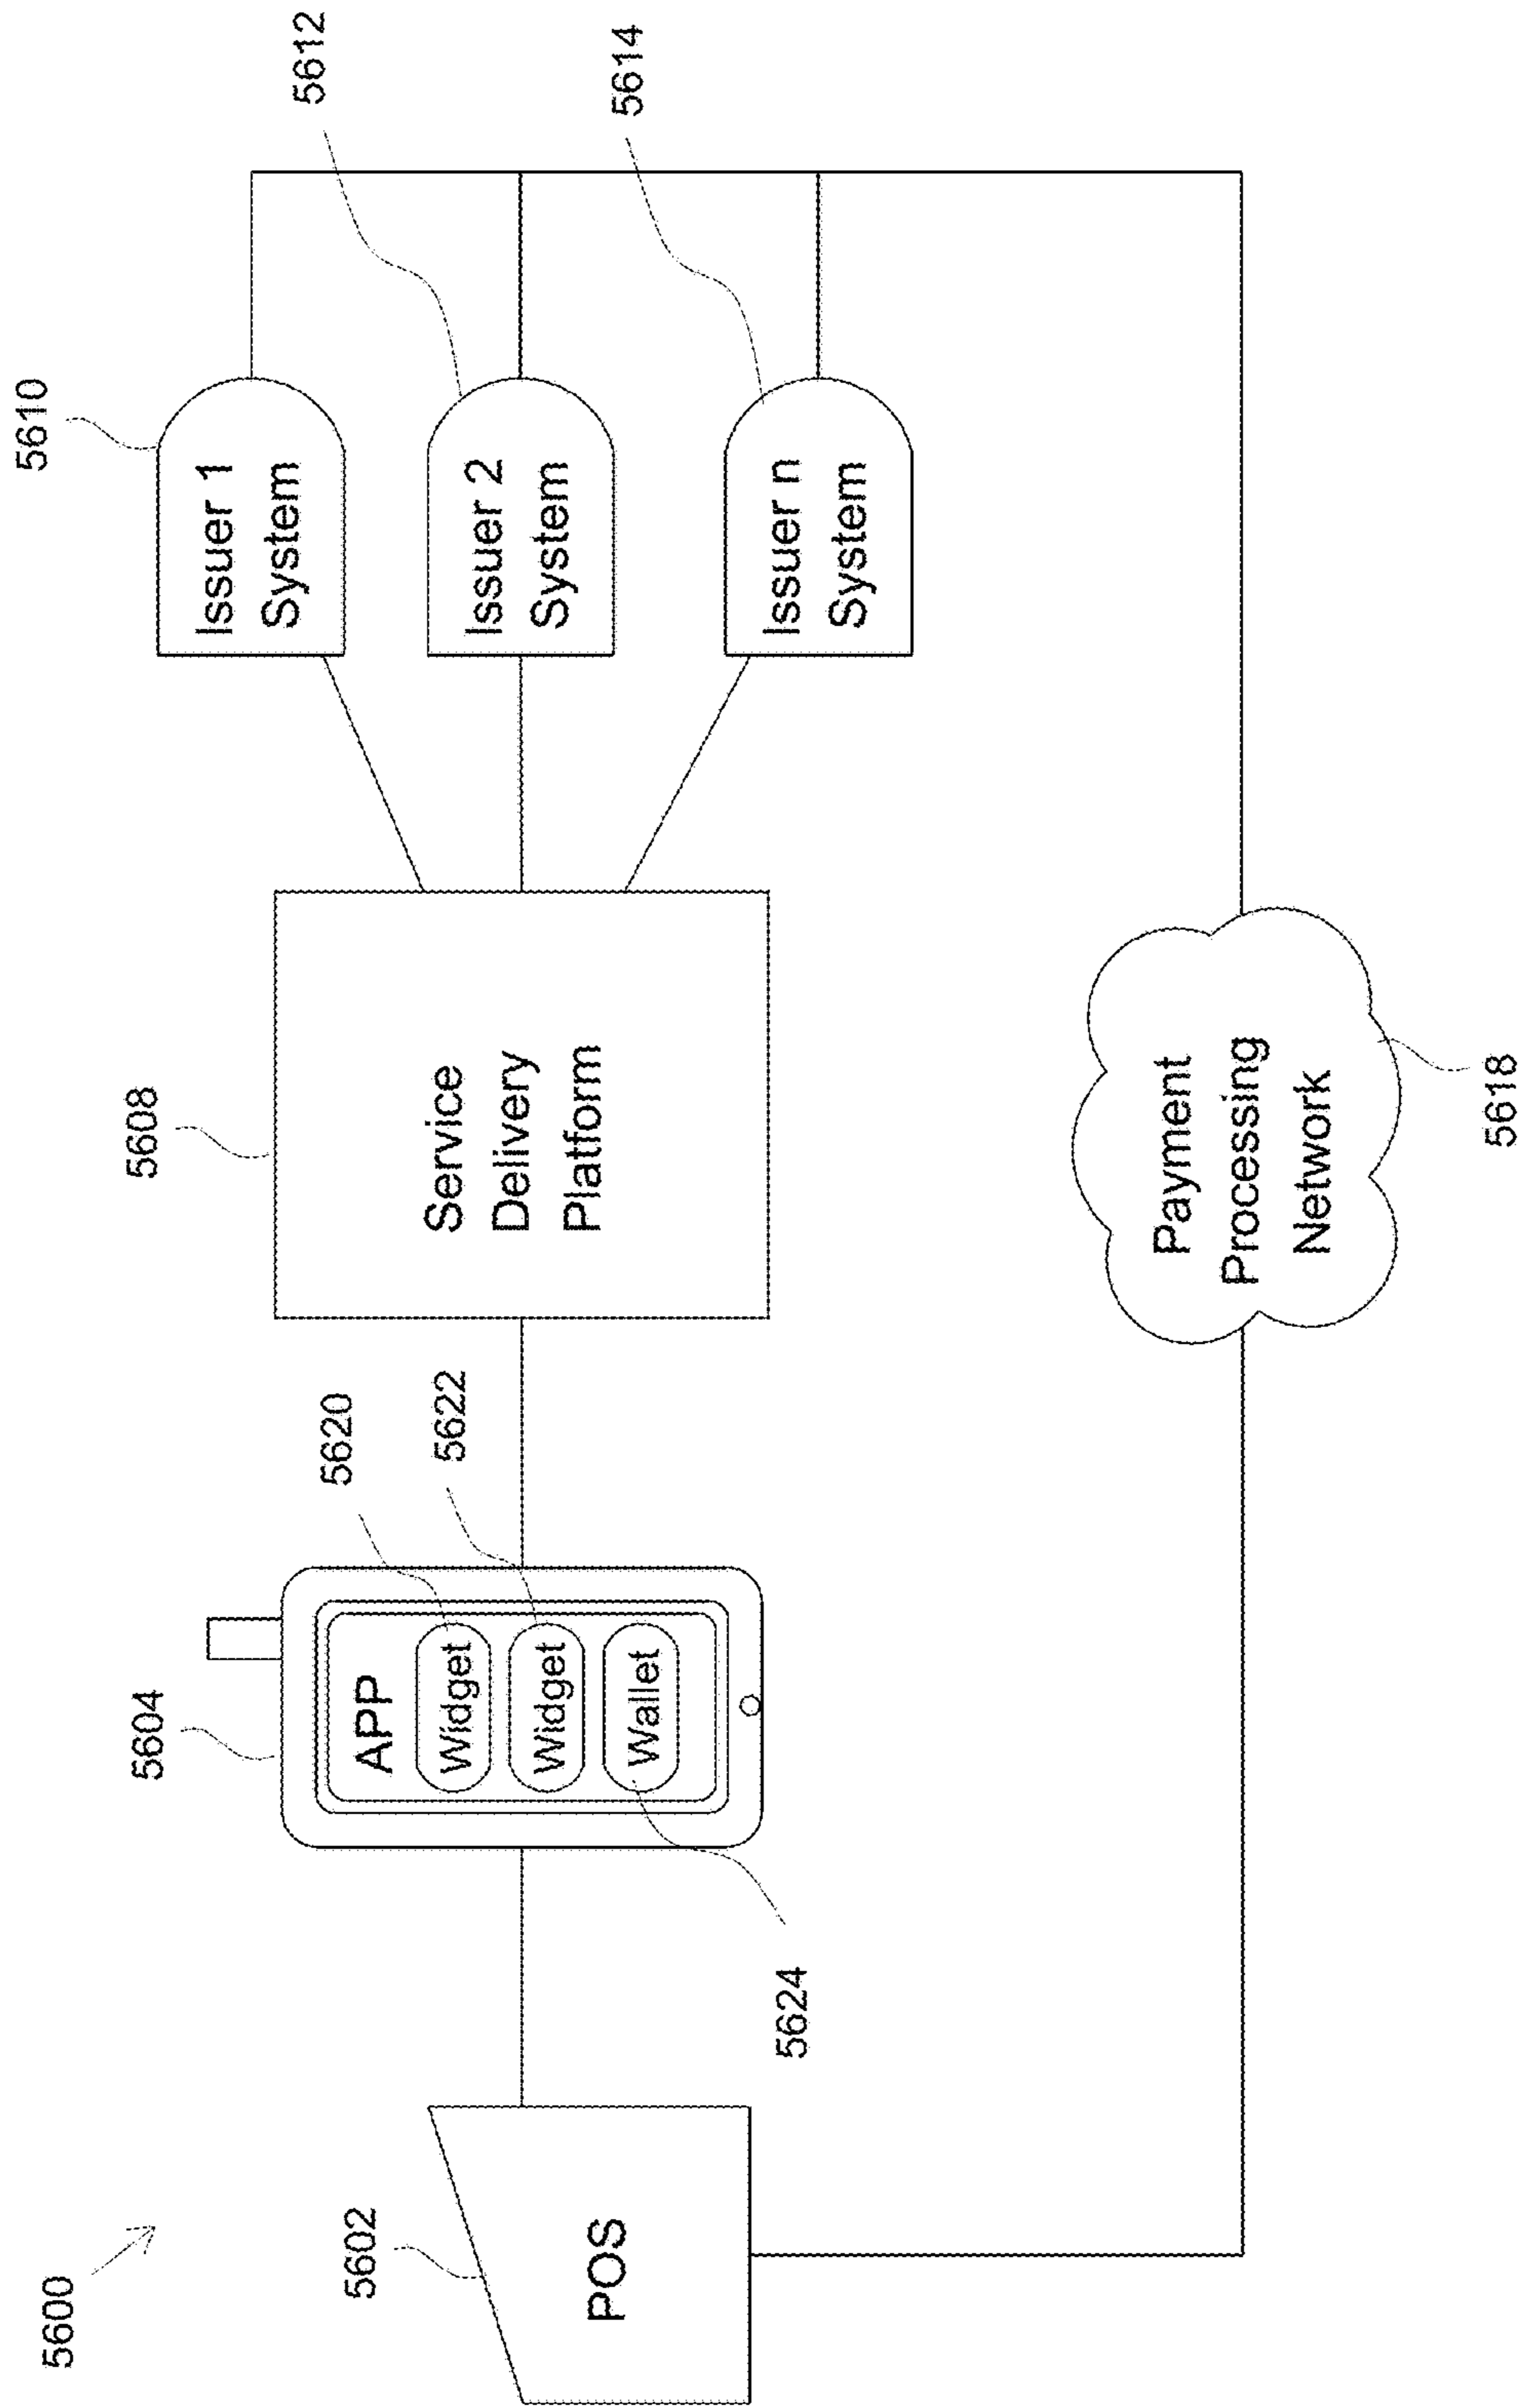 5600
5602
POS
5604
APP
Widget
Widget
Wallet
5620
5622
5624
5608
Service
Delivery
Platform
5610
Issuer 1
System
5612
Issuer 2
System
5614
Issuer n
System
Payment
Processing
Network
5618